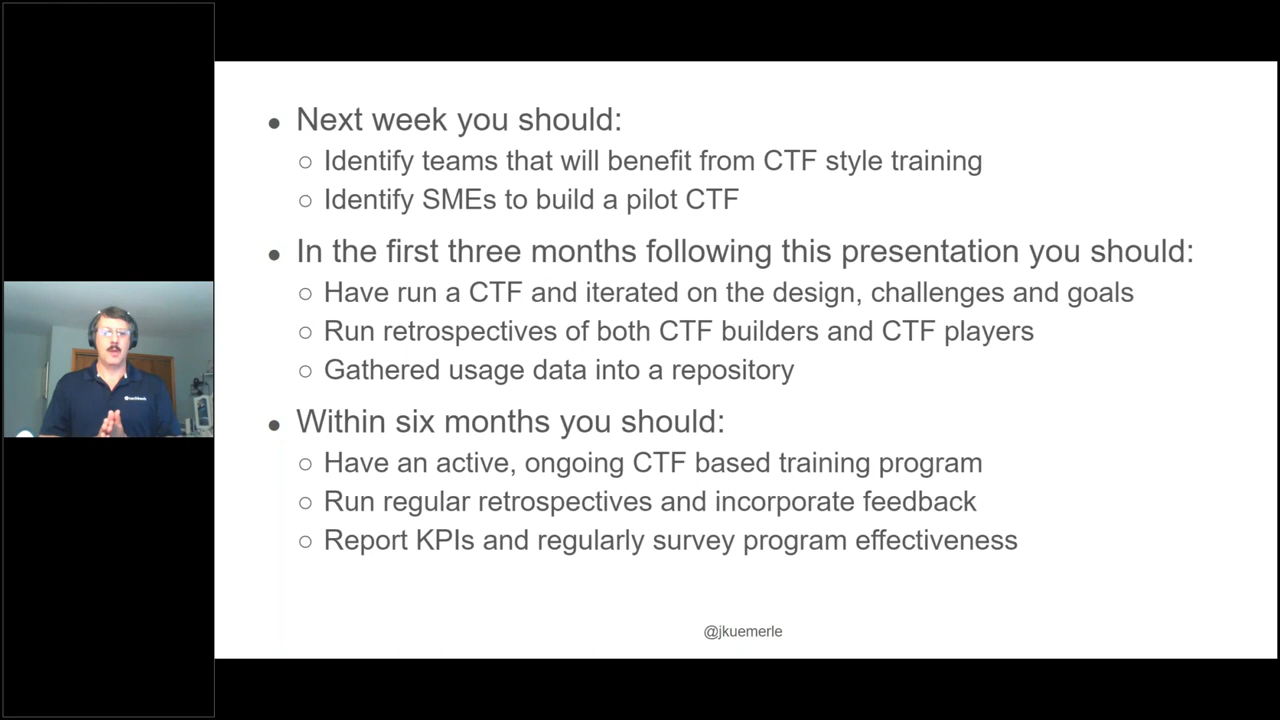 ● Next week you should:
○ Identify teams that will benefit from CTF style training
○ Identify SMEs to build a pilot CTF
● In the first three months following this presentation you should:
○ Have run a CTF and iterated on the design, challenges and goals
○ Run retrospectives of both CTF builders and CTF players
○ Gathered usage data into a repository
● Within six months you should:
○ Have an active, ongoing CTF based training program
○ Run regular retrospectives and incorporate feedback
○ Report KPIs and regularly survey program effectiveness
@jkuemerle